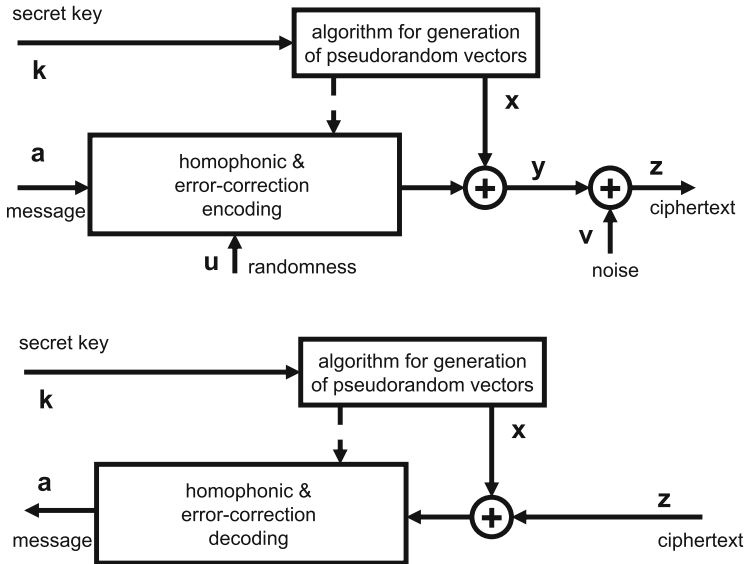 secret key
k
algorithm for generation
of pseudorandom vectors
x
a
message
homophonic &
error-correction
encoding
+
y
+
z
ciphertext
u
randomness
v
noise
secret key
k
algorithm for generation
of pseudorandom vectors
x
a
message
homophonic &
error-correction
decoding
+
z
ciphertext